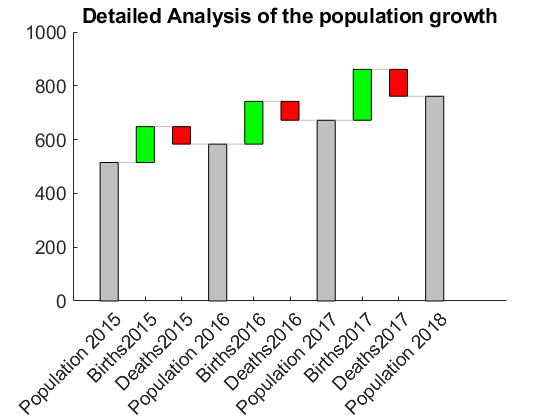 Detailed Analysis of the population growth
1000
800
600
400
200
0
Population 2015
Births2015
Deaths2015
Population 2016
Births2016
Deaths2016
Population 2017
Births2017
Deaths2017
Population 2018